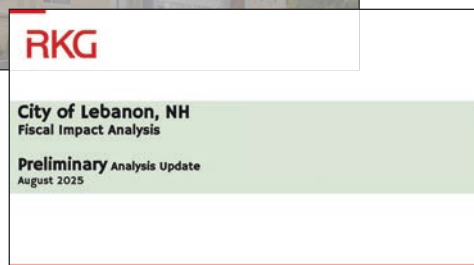 RKG
City of Lebanon, NH
Fiscal Impact Analysis
Preliminary Analysis Update
August 2025